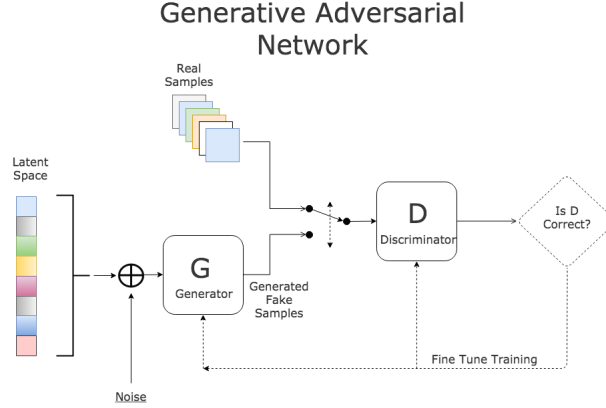 Generative Adversarial
Network
Real
Samples
Latent
Space
G
Generator
Generated
Fake
Samples
D
Discriminator
Is D
Correct?
Fine Tune Training
Noise